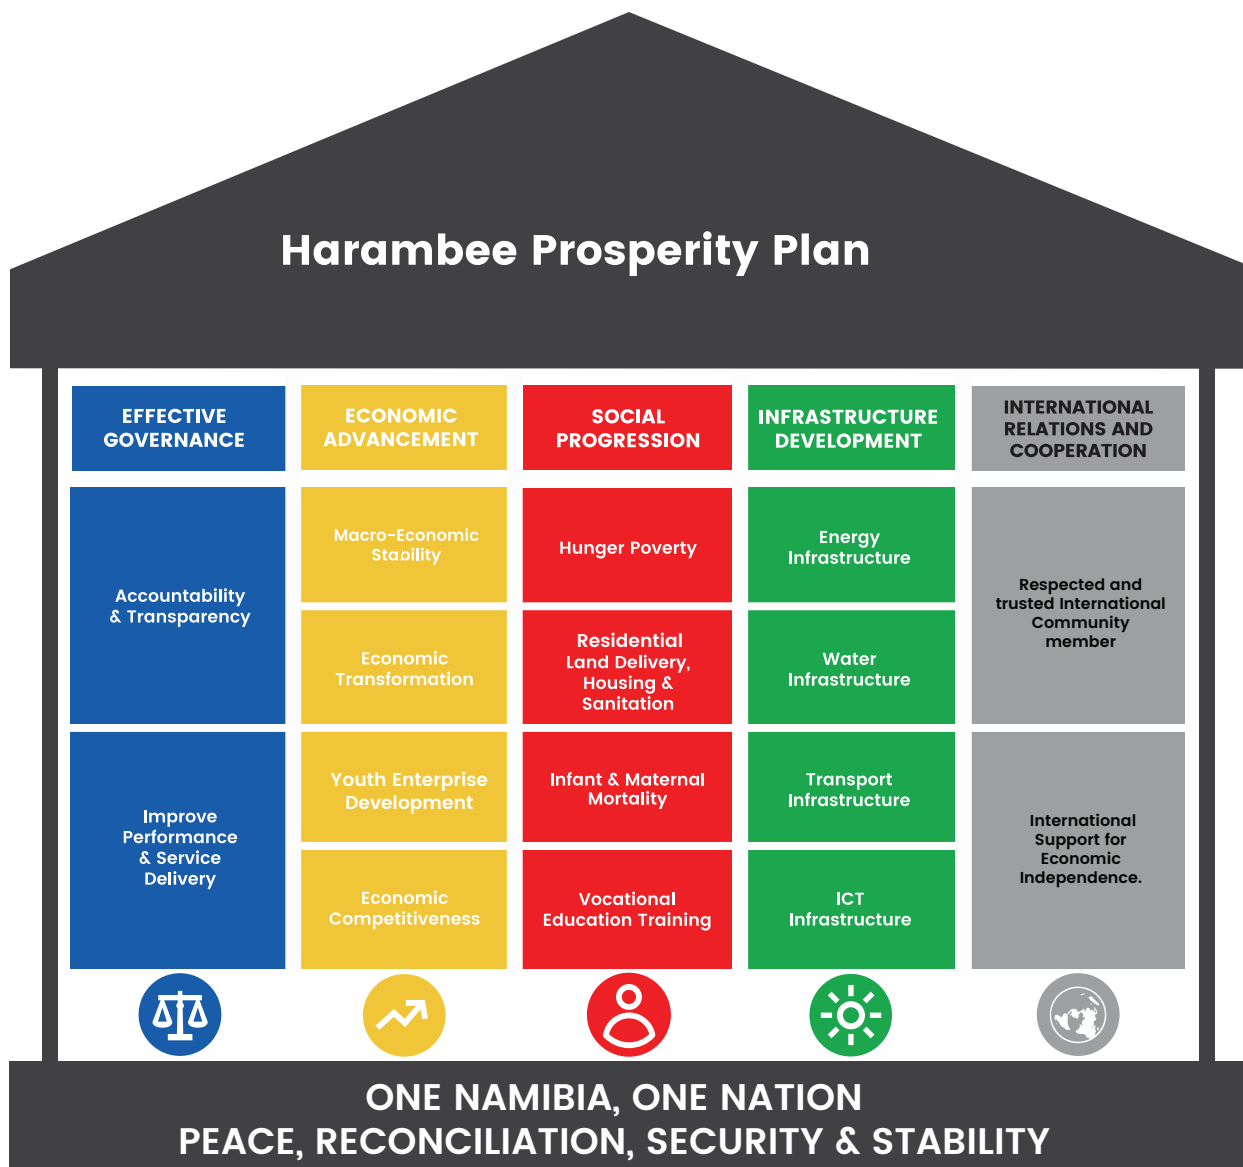 Harambee Prosperity Plan
EFFECTIVE
GOVERNANCE
ECONOMIC
ADVANCEMENT
SOCIAL
PROGRESSION
INFRASTRUCTURE
DEVELOPMENT
INTERNATIONAL
RELATIONS AND
COOPERATION
Accountability
& Transparency
Improve
Performance
& Service
Delivery
Macro-Economic
Stability
Economic
Transformation
Youth Enterprise
Development
Economic
Competitiveness
Hunger Poverty
Residential
Land Delivery,
Housing &
Sanitation
Infant & Maternal
Mortality
Vocational
Education Training
Energy
Infrastructure
Water
Infrastructure
Transport
Infrastructure
ICT
Infrastructure
Respected and
trusted International
Community
member
International
Support for
Economic
Independence.
ONE NAMIBIA, ONE NATION
PEACE, RECONCILIATION, SECURITY & STABILITY